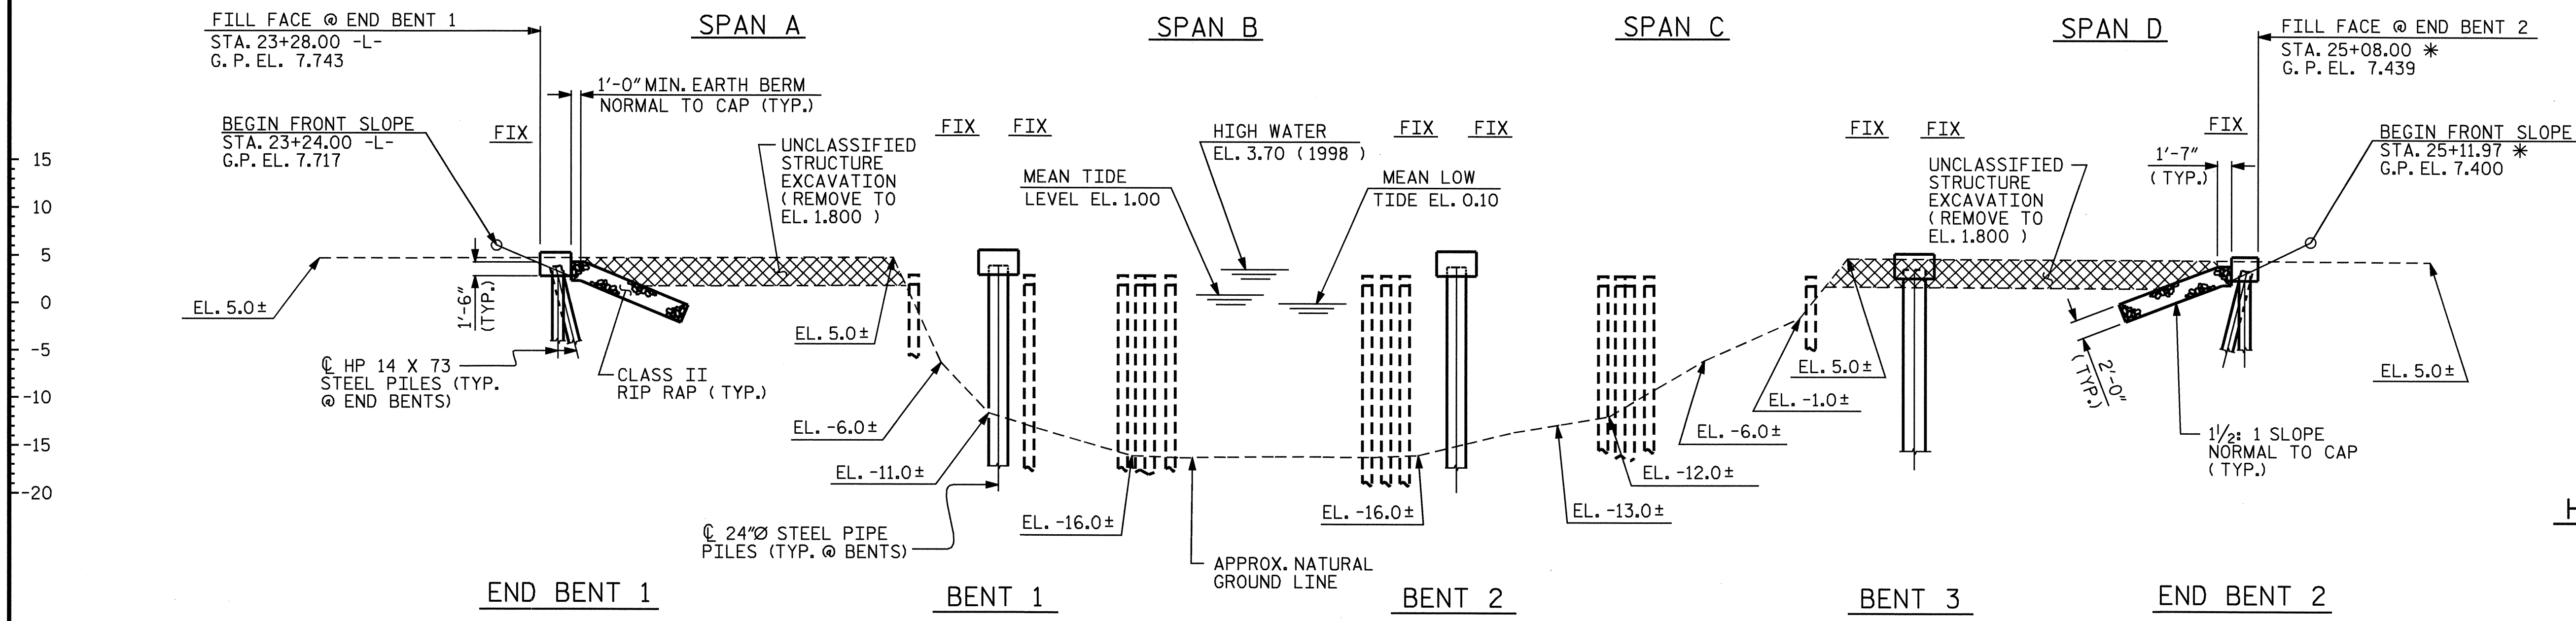 FILL FACE @ END BENT 1
STA. 23+28.00 -L-
G. P. EL. 7.743
SPAN A
SPAN B
SPAN C
SPAN D
FILL FACE @ END BENT 2
STA. 25+08.00 *
G. P. EL. 7.439
1'-0" MIN. EARTH BERM
NORMAL TO CAP (TYP.)
BEGIN FRONT SLOPE
STA. 23+24.00 -L-
G.P. EL. 7.717
FIX
UNCLASSIFIED
STRUCTURE
EXCAVATION
( REMOVE TO
EL. 1.800 )
FIX
FIX
HIGH WATER
EL. 3.70 ( 1998 )
MEAN TIDE
LEVEL EL. 1.00
MEAN LOW
TIDE EL. 0.10
FIX
FIX
FIX
FIX
UNCLASSIFIED
STRUCTURE
EXCAVATION
( REMOVE TO
EL. 1.800 )
1'-7"
( TYP.)
FIX
BEGIN FRONT SLOPE
STA. 25+11.97 *
G.P. EL. 7.400
15
10
5
0
-5
-10
-15
-20
EL. 5.0±
1'-6"
(TYP.)
℄ HP 14 X 73
STEEL PILES (TYP.
@ END BENTS)
CLASS II
RIP RAP ( TYP.)
EL. 5.0±
EL. -6.0±
EL. -11.0±
℄ 24"Ø STEEL PIPE
PILES (TYP. @ BENTS)
EL. -16.0±
APPROX. NATURAL
GROUND LINE
EL. -16.0±
EL. -13.0±
EL. -12.0±
EL. -6.0±
EL. -1.0±
EL. 5.0±
2'-0"
(TYP.)
1½: 1 SLOPE
NORMAL TO CAP
( TYP.)
EL. 5.0±
H
END BENT 1
BENT 1
BENT 2
BENT 3
END BENT 2